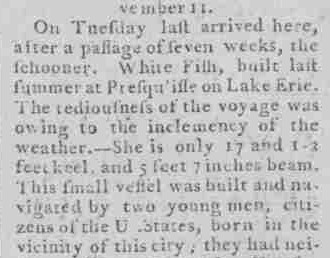 vember 11.
On Tueſday laſt arrived here,
after a paſſage of ſeven weeks, the
ſchooner. White Fiſh, built laſt
ſummer at Preſqu'iſle on Lake Erie.
The tediouſneſs of the voyage was
owing to the inclemency of the
weather.—She is only 17 and 1-2
feet keel, and 5 feet 7 inches beam.
This ſmall veſſel was built and na-
vigated by two young men, citi-
zens of the U. States, born in the
vicinity of this city; they had nei-